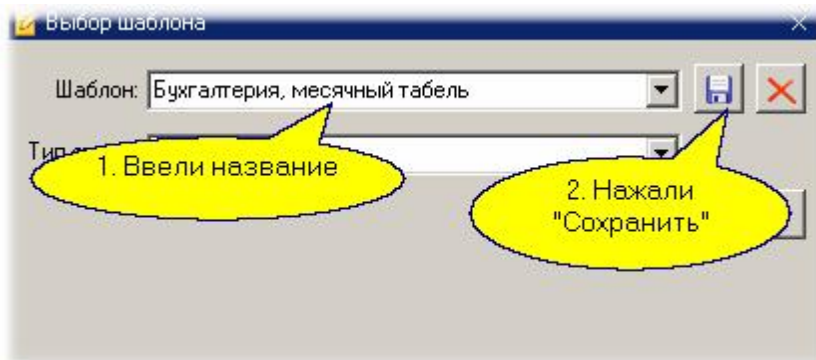 Выбор шаблона
Шаблон: Бухгалтерия, месячный табель
1. Ввели название
2. Нажали
"Сохранить"